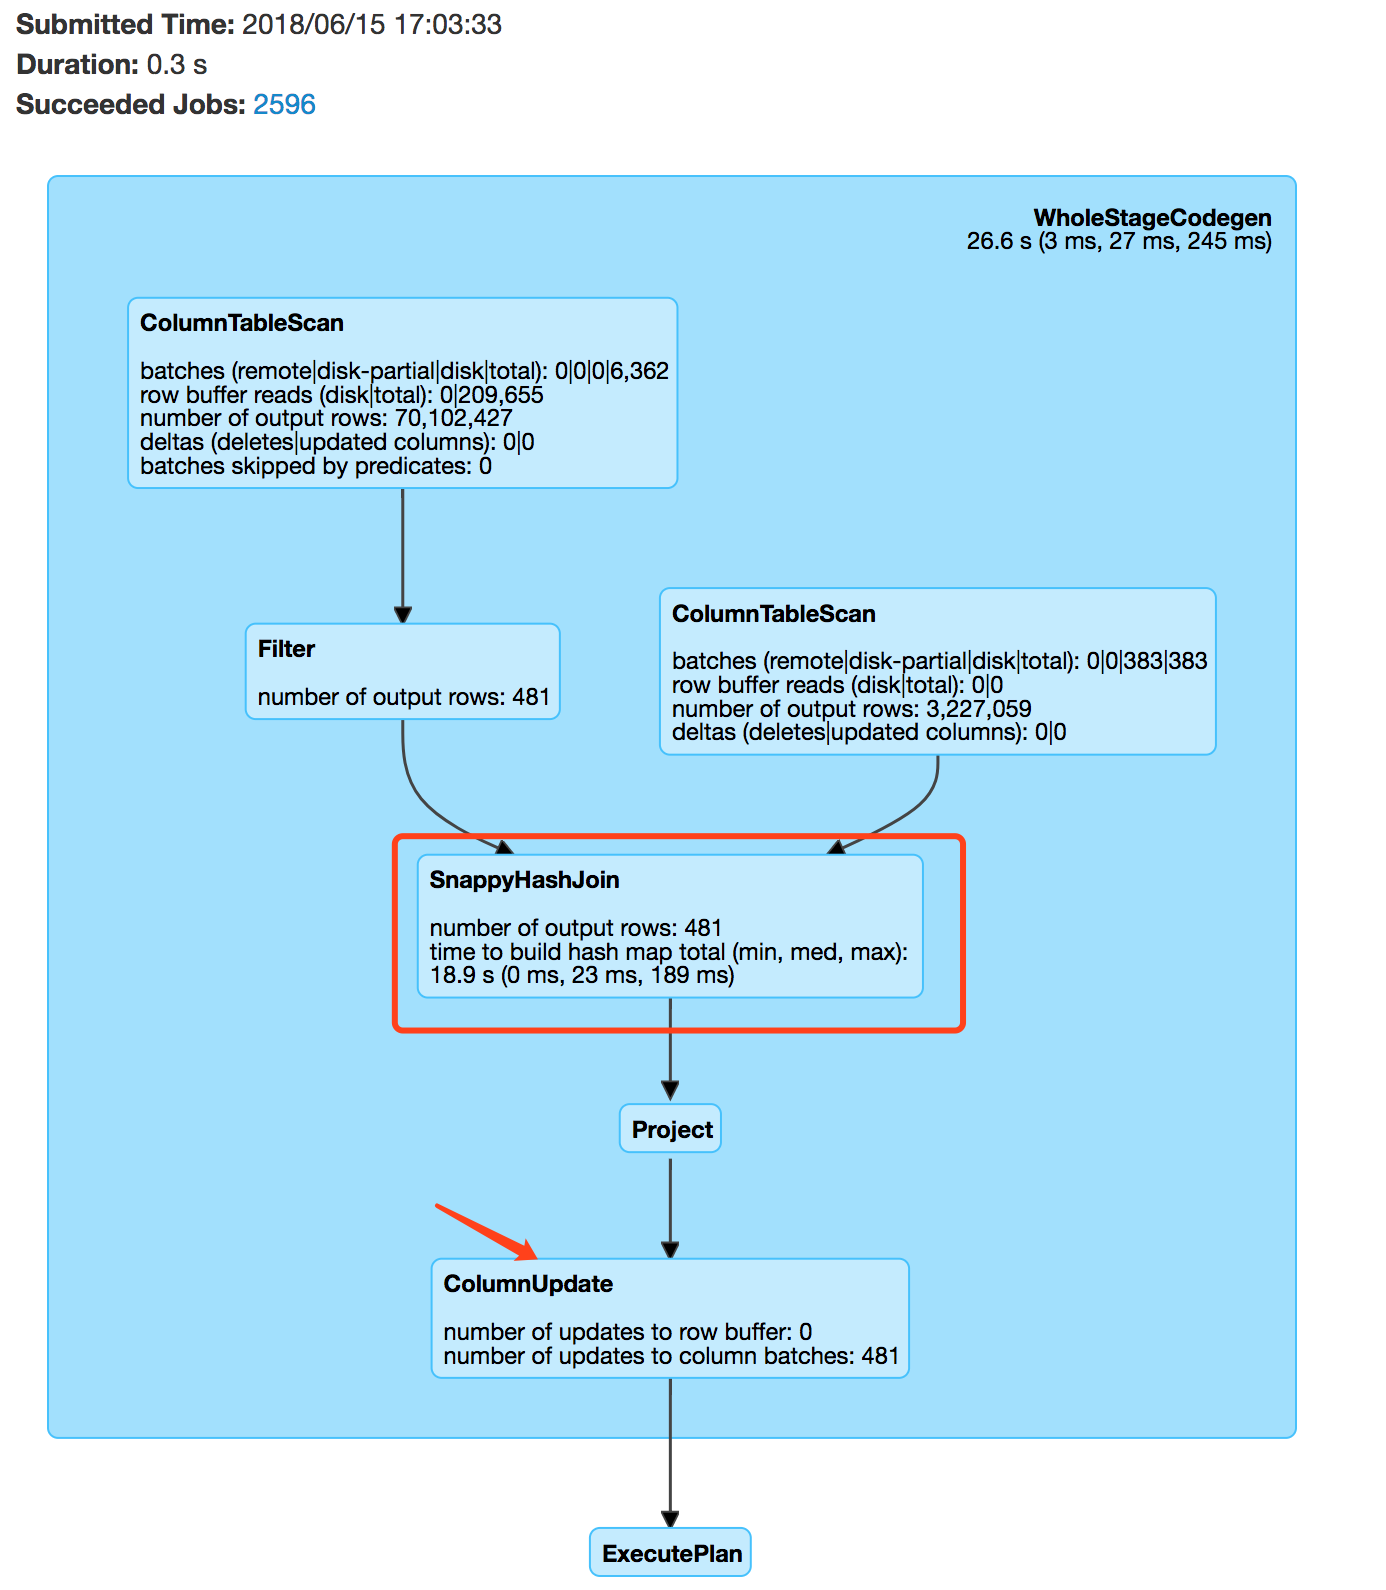 Submitted Time: 2018/06/15 17:03:33
Duration: 0.3 s
Succeeded Jobs: 2596
WholeStageCodegen
26.6 s (3 ms, 27 ms, 245 ms)
ColumnTableScan
batches (remote|disk-partial|disk|total): 0|0|0|6,362
row buffer reads (disk|total): 0|209,655
number of output rows: 70,102,427
deltas (deletes|updated columns): 0|0
batches skipped by predicates: 0
Filter
number of output rows: 481
ColumnTableScan
batches (remote|disk-partial|disk|total): 0|0|383|383
row buffer reads (disk|total): 0|0
number of output rows: 3,227,059
deltas (deletes|updated columns): 0|0
SnappyHashJoin
number of output rows: 481
time to build hash map total (min, med, max):
18.9 s (0 ms, 23 ms, 189 ms)
Project
ColumnUpdate
number of updates to row buffer: 0
number of updates to column batches: 481
ExecutePlan